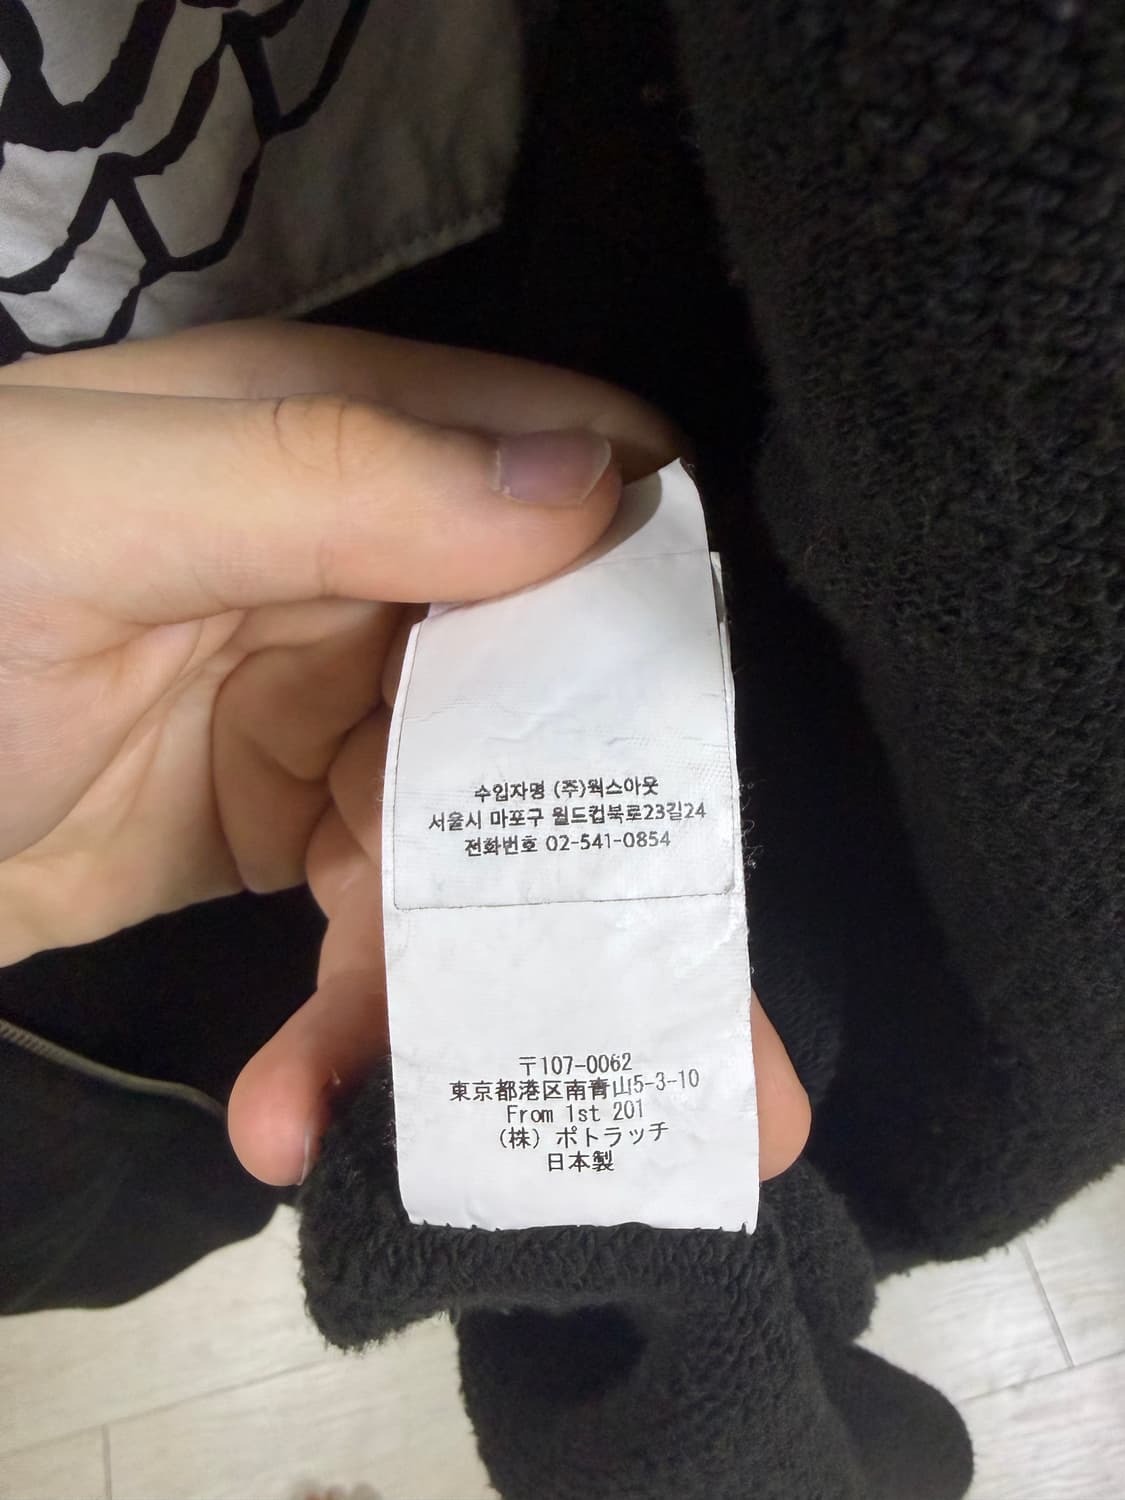 수입자명 (주)웍스아웃
서울시 마포구 월드컵북로23길24
전화번호 02-541-0854
〒107-0062
東京都港区南青山5-3-10
From 1st 201
(株) ポトラッチ
日本製